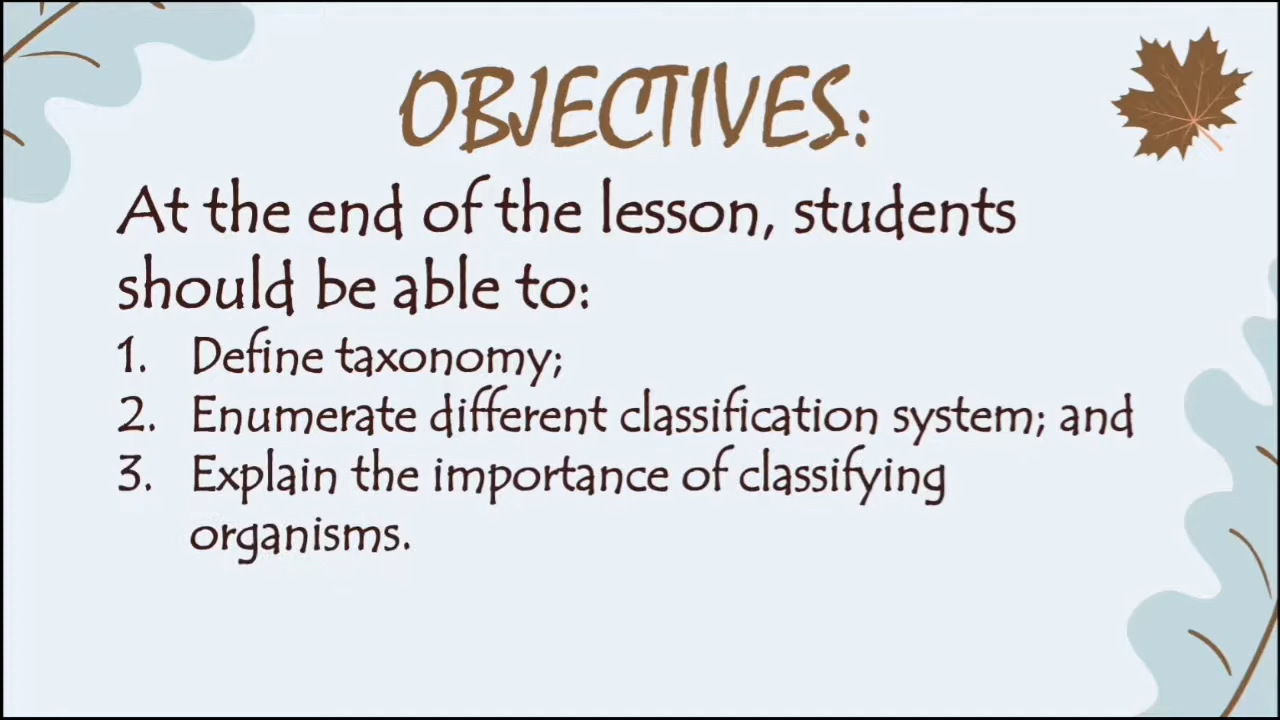 OBJECTIVES:
At the end of the lesson, students
should be able to:
1. Define taxonomy;
2. Enumerate different classification system; and
3. Explain the importance of classifying
organisms.